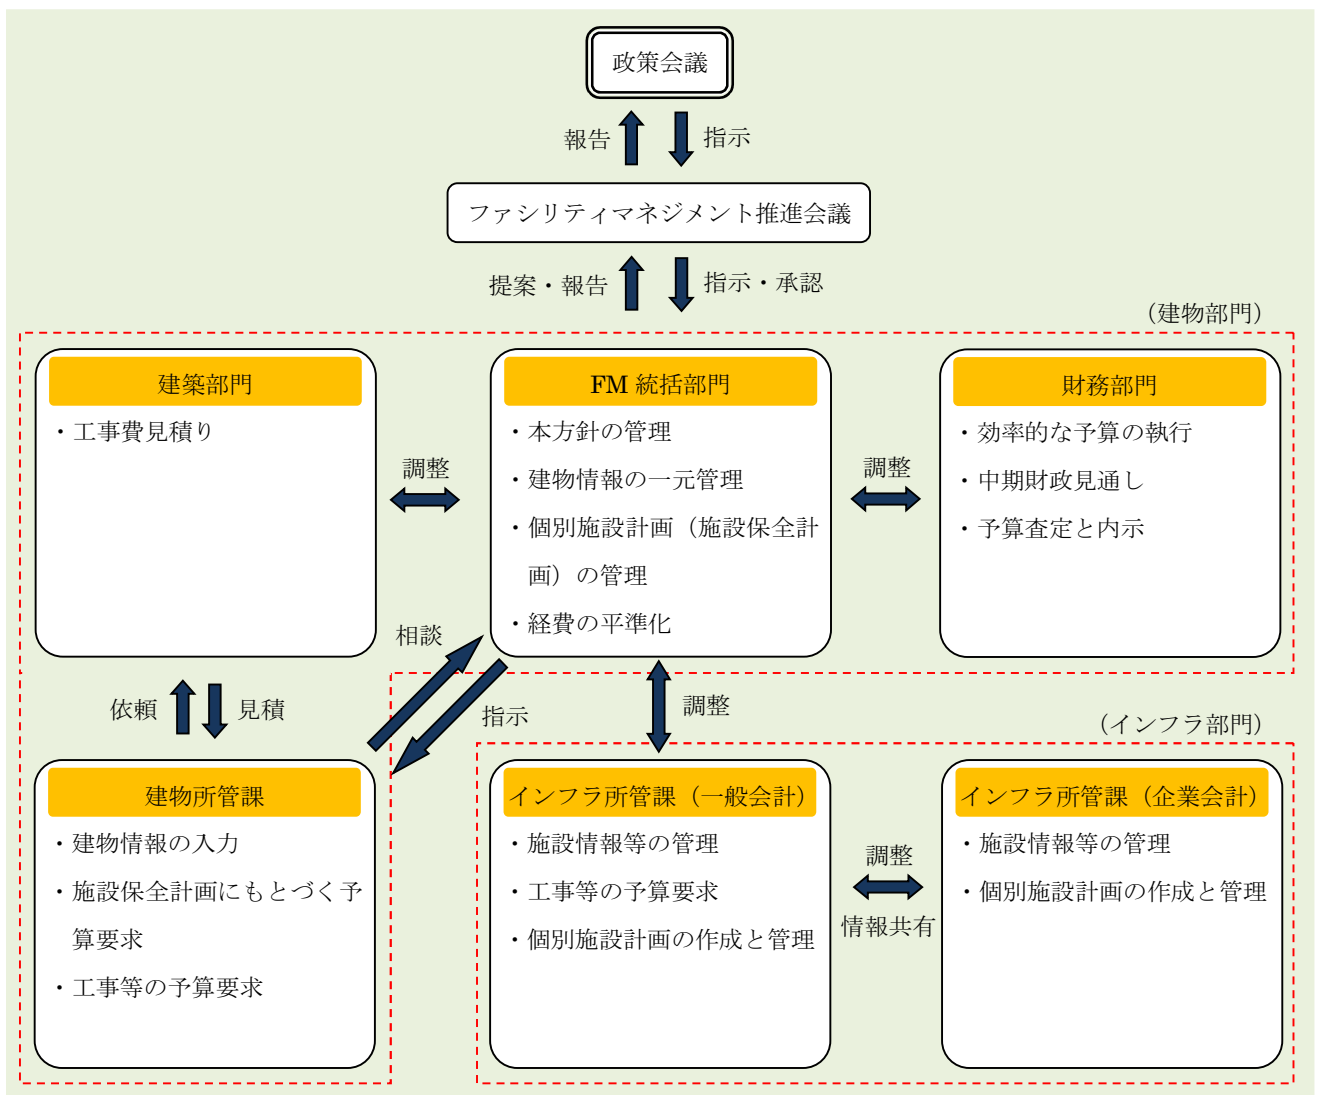 政策会議
報告
指示
ファシリティマネジメント推進会議
提案・報告
指示・承認
（建物部門）
建築部門
・工事費見積り
調整
FM 統括部門
・本方針の管理
・建物情報の一元管理
・個別施設計画（施設保全計
画）の管理
・経費の平準化
調整
財務部門
・効率的な予算の執行
・中期財政見通し
・予算査定と内示
相談
指示
依頼
見積
調整
（インフラ部門）
建物所管課
・建物情報の入力
・施設保全計画にもとづく予
算要求
・工事等の予算要求
インフラ所管課（一般会計）
・施設情報等の管理
・工事等の予算要求
・個別施設計画の作成と管理
調整
情報共有
インフラ所管課（企業会計）
・施設情報等の管理
・個別施設計画の作成と管理